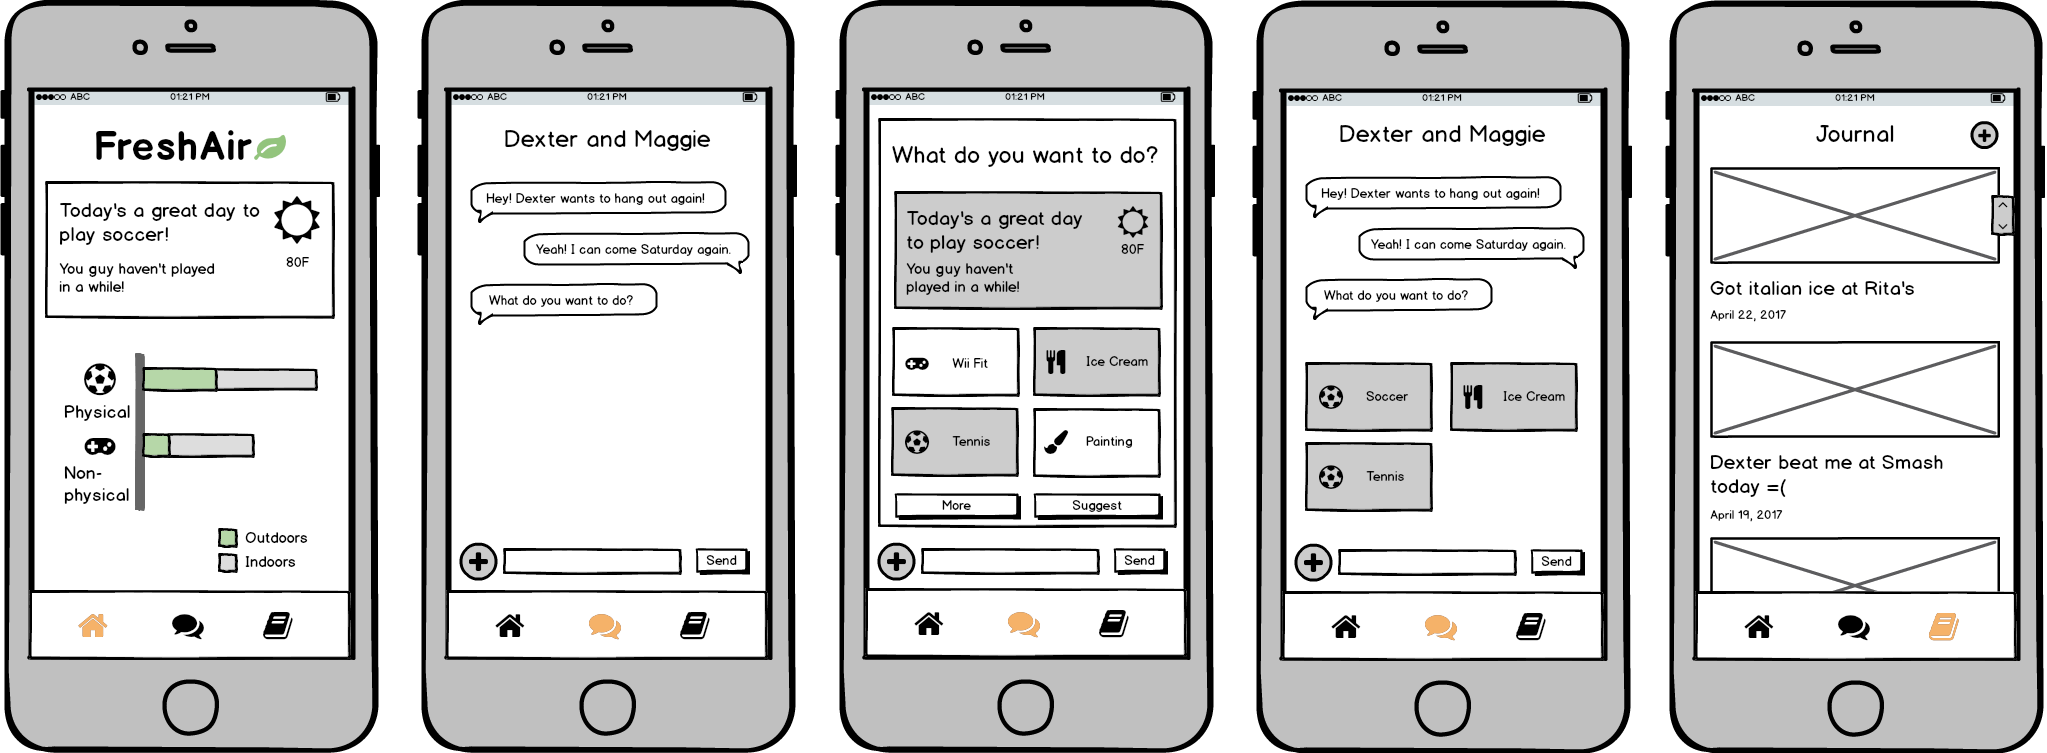 ABC 01:21 PM
FreshAir
Today's a great day to
play soccer!
80F
You guy haven't played
in a while!
Physical
Non-
physical
Outdoors
Indoors
ABC 01:21 PM
Dexter and Maggie
Hey! Dexter wants to hang out again!
Yeah! I can come Saturday again.
What do you want to do?
Send
ABC 01:21 PM
What do you want to do?
Today's a great day
to play soccer!
80F
You guy haven't
played in a while!
Wii Fit
Ice Cream
Tennis
Painting
More
Suggest
Send
ABC 01:21 PM
Dexter and Maggie
Hey! Dexter wants to hang out again!
Yeah! I can come Saturday again.
What do you want to do?
Soccer
Ice Cream
Tennis
Send
ABC 01:21 PM
Journal
Got italian ice at Rita's
April 22, 2017
Dexter beat me at Smash
today =(
April 19, 2017